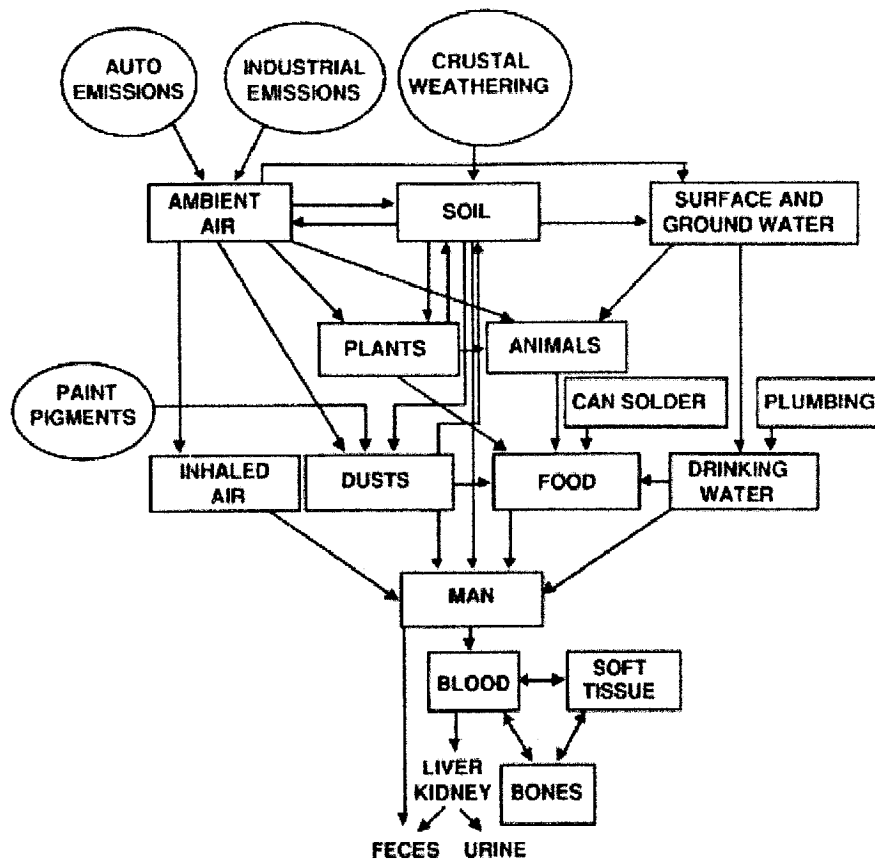 AUTO
EMISSIONS
INDUSTRIAL
EMISSIONS
CRUSTAL
WEATHERING
AMBIENT
AIR
SOIL
SURFACE AND
GROUND WATER
PLANTS
ANIMALS
PAINT
PIGMENTS
CAN SOLDER
PLUMBING
INHALED
AIR
DUSTS
FOOD
DRINKING
WATER
MAN
BLOOD
SOFT
TISSUE
LIVER
KIDNEY
BONES
FECES
URINE